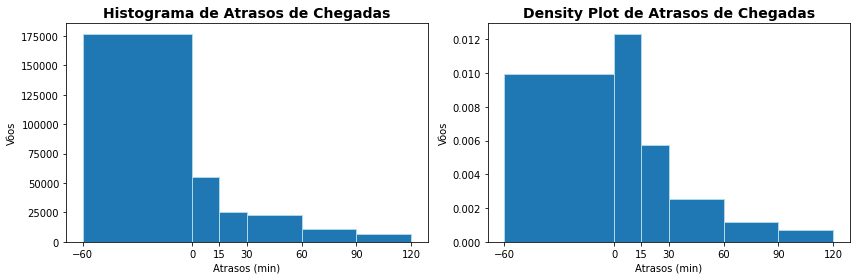 Histograma de Atrasos de Chegadas
175000
150000
125000
100000
75000
50000
25000
0
Vôos
−60 0 15 30 60 90 120
Atrasos (min)
Density Plot de Atrasos de Chegadas
0.012
0.010
0.008
0.006
0.004
0.002
0.000
Vôos
−60 0 15 30 60 90 120
Atrasos (min)